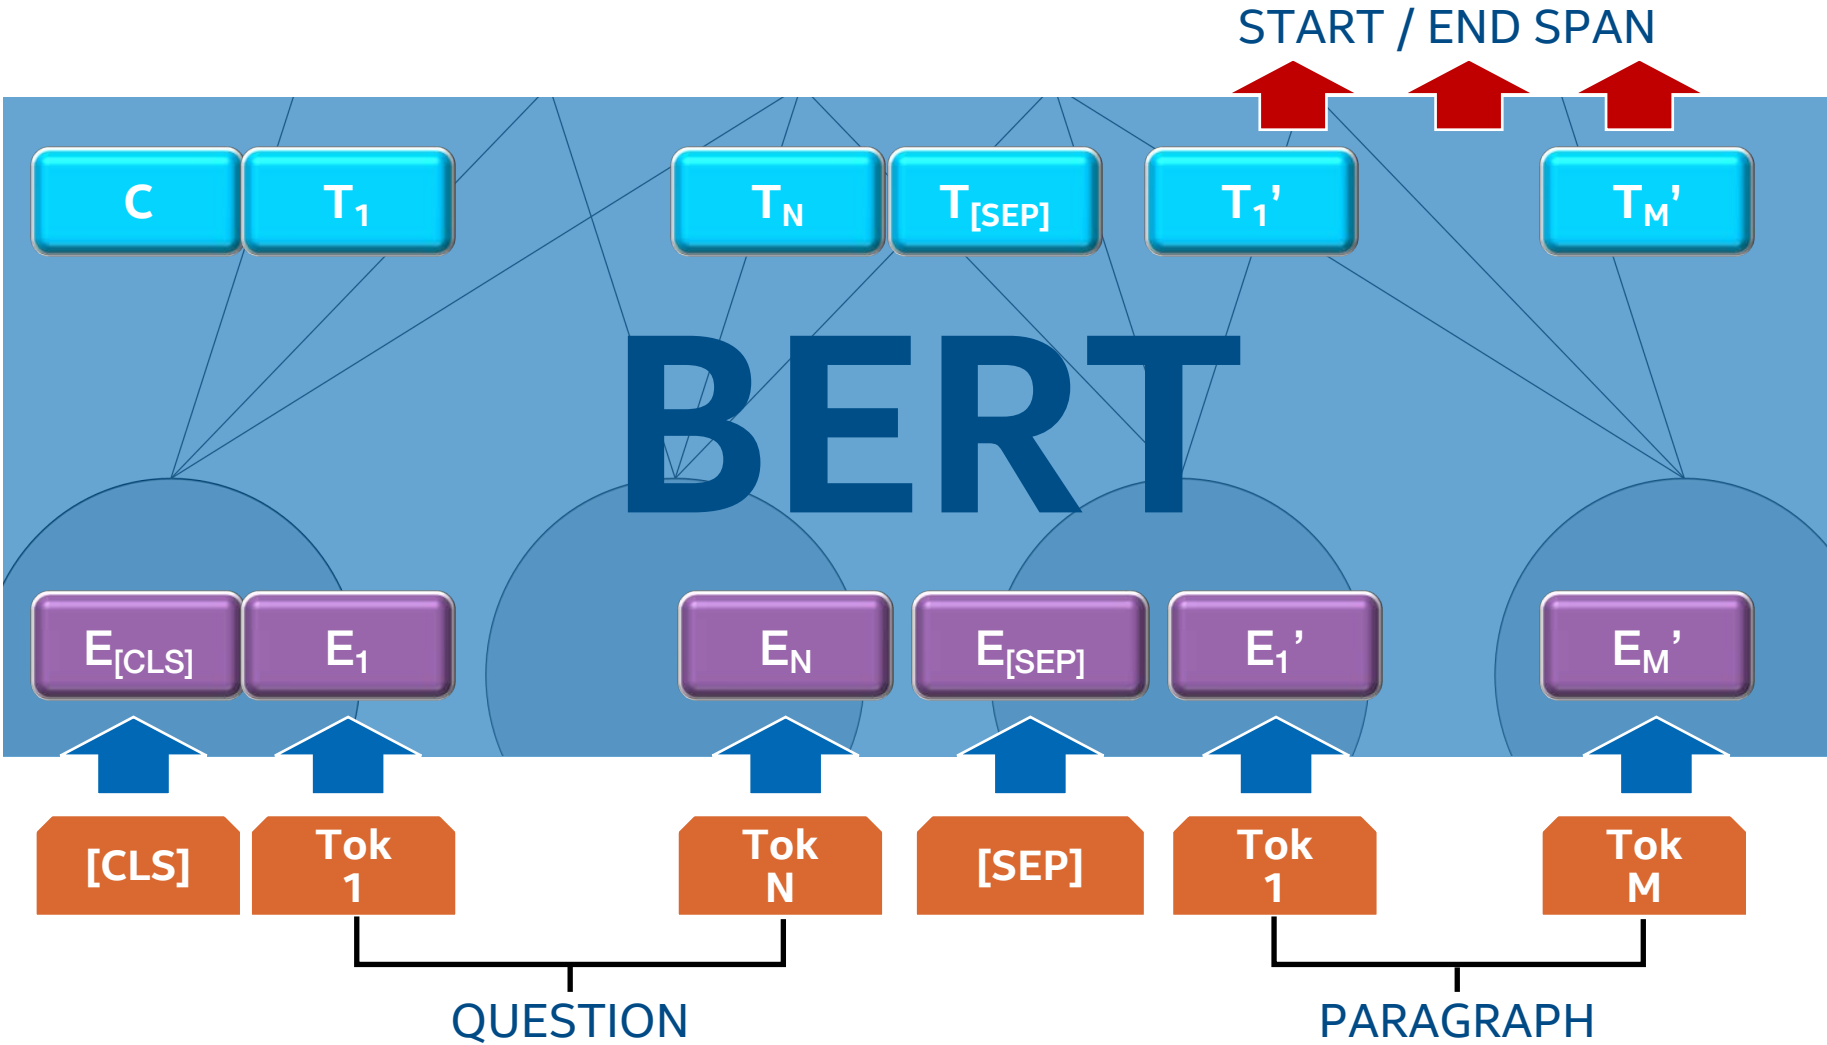 START / END SPAN
C T1 TN T[SEP] T1’ TM’
BERT
E[CLS] E1 EN E[SEP] E1’ EM’
[CLS] Tok 1 Tok N [SEP] Tok 1 Tok M
QUESTION PARAGRAPH